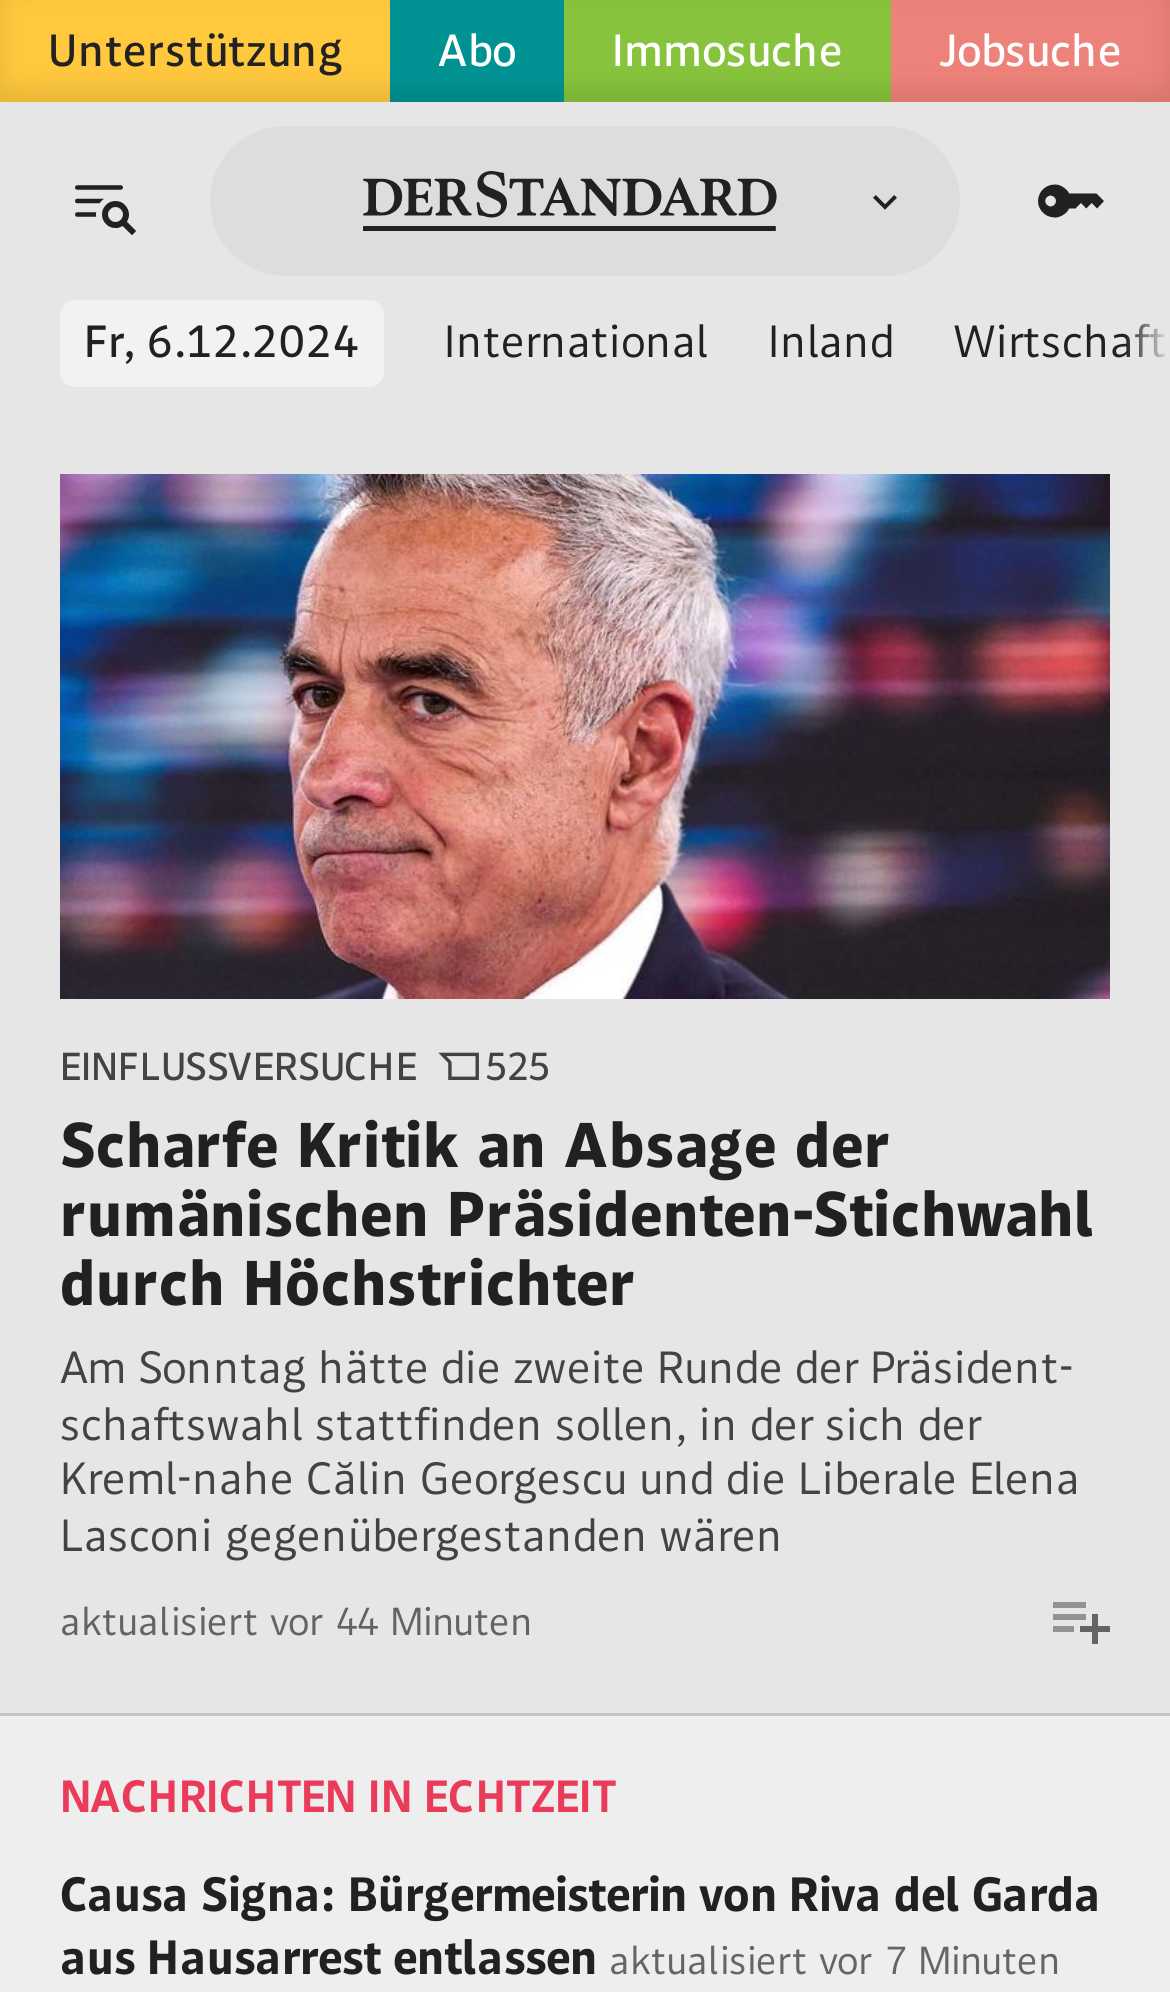 Unterstützung Abo Immosuche Jobsuche
DERSTANDARD
Fr, 6.12.2024 International Inland Wirtschaft
EINFLUSSVERSUCHE 525
Scharfe Kritik an Absage der
rumänischen Präsidenten-Stichwahl
durch Höchstrichter
Am Sonntag hätte die zweite Runde der Präsident-
schaftswahl stattfinden sollen, in der sich der
Kreml-nahe Călin Georgescu und die Liberale Elena
Lasconi gegenübergestanden wären
aktualisiert vor 44 Minuten
NACHRICHTEN IN ECHTZEIT
Causa Signa: Bürgermeisterin von Riva del Garda
aus Hausarrest entlassen aktualisiert vor 7 Minuten